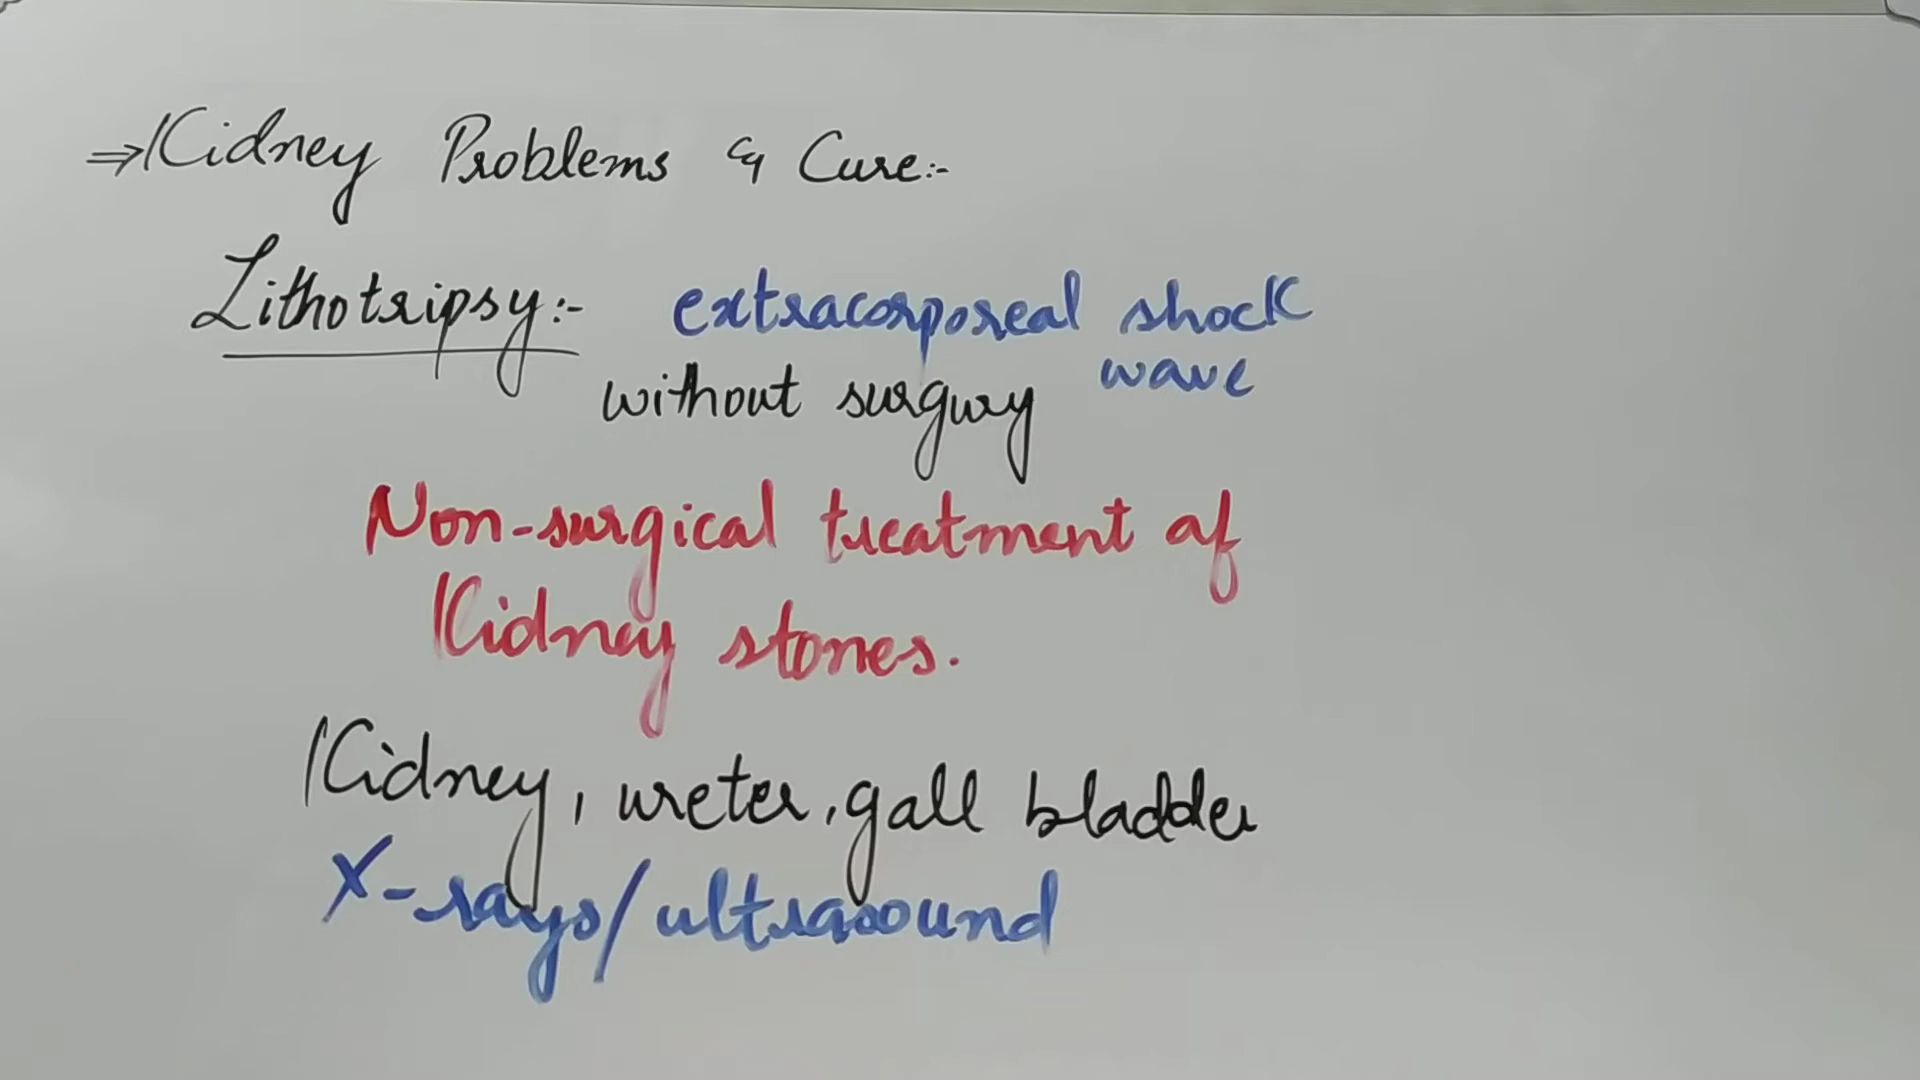 ⇒Kidney Problems & Cure:-
Lithotripsy:- extracorporeal shock
wave
without surgury
Non-surgical treatment of
Kidney stones.
Kidney, ureter, gall bladder
X-rays/ultrasound